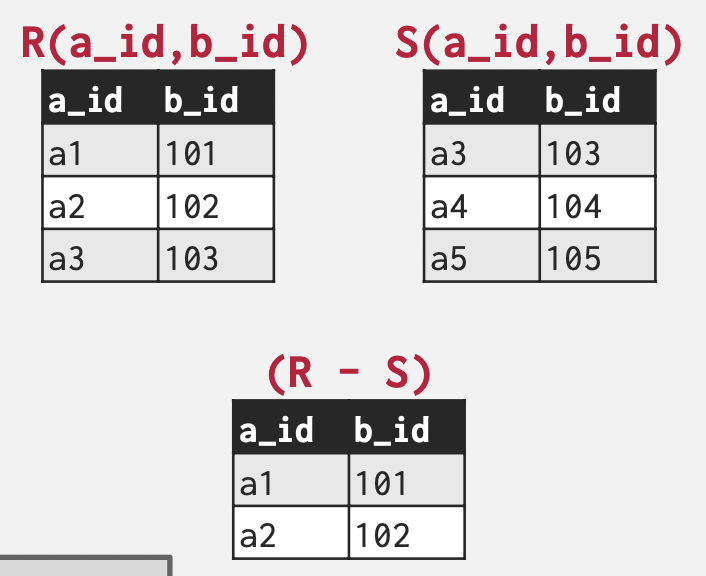 R(a_id,b_id) S(a_id,b_id)
a_id b_id a_id b_id
a1 101 a3 103
a2 102 a4 104
a3 103 a5 105
(R - S)
a_id b_id
a1 101
a2 102